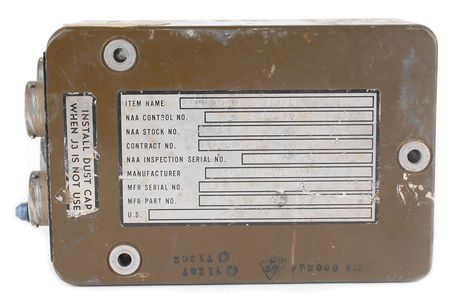 INSTALL DUST CAP
WHEN J3 IS NOT USED
ITEM NAME
NAA CONTROL NO.
NAA STOCK NO.
CONTRACT NO.
NAA INSPECTION SERIAL NO.
MANUFACTURER
MFR SERIAL NO.
MFR PART NO.
U.S.